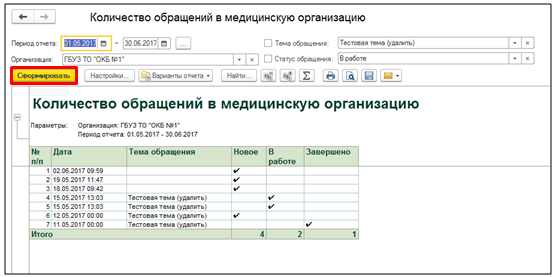 Количество обращений в медицинскую организацию
Период отчета: 01.05.2017 - 30.06.2017 ... Тема обращения: Тестовая тема (удалить)
Организация: ГБУЗ ТО "ОКБ №1" Статус обращения: В работе
Сформировать Настройки... Варианты отчета Найти... Σ
Количество обращений в медицинскую организацию
Параметры: Организация: ГБУЗ ТО "ОКБ №1"
Период отчета: 01.05.2017 - 30.06.2017
№ п/п Дата Тема обращения Новое В работе Завершено
1 02.06.2017 09:59 ✔
2 19.05.2017 11:47 ✔
3 18.05.2017 09:42 ✔
4 15.05.2017 13:03 Тестовая тема (удалить) ✔
5 15.05.2017 13:03 Тестовая тема (удалить) ✔
6 12.05.2017 00:00 ✔
7 11.05.2017 00:00 Тестовая тема (удалить) ✔
Итого 4 2 1